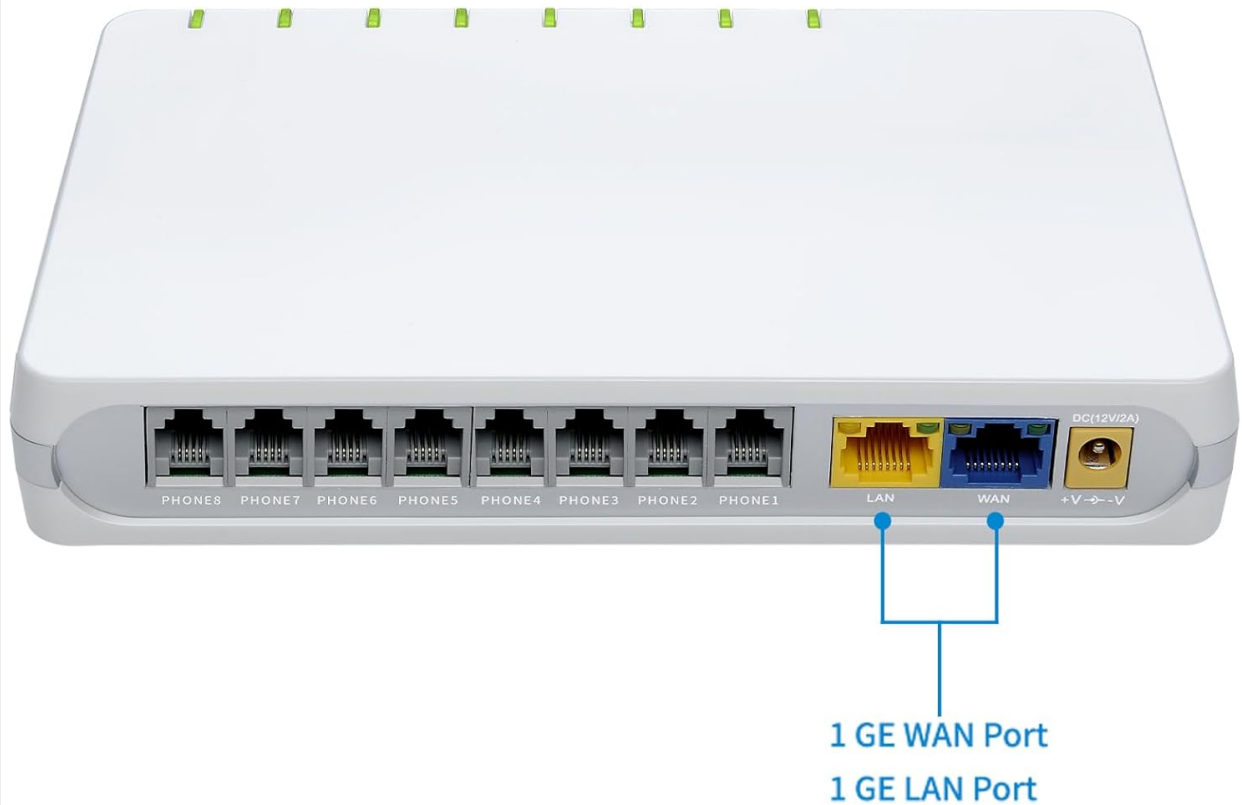 DC(12V/2A)
PHONE8 PHONE7 PHONE6 PHONE5 PHONE4 PHONE3 PHONE2 PHONE1 LAN WAN +V -V
1 GE WAN Port
1 GE LAN Port